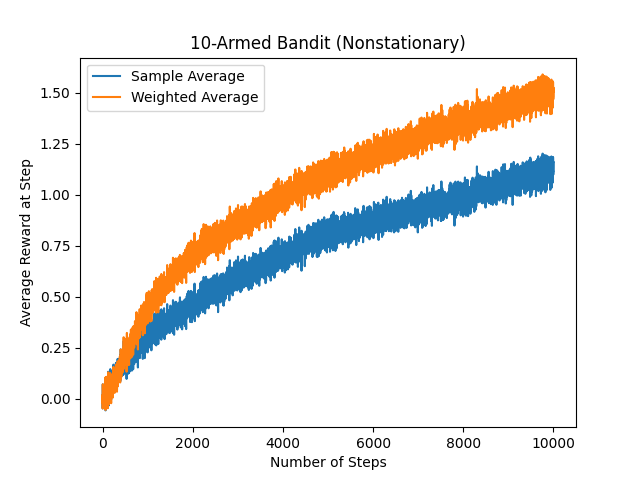 10-Armed Bandit (Nonstationary)
Sample Average
Weighted Average
Average Reward at Step
1.50
1.25
1.00
0.75
0.50
0.25
0.00
0 2000 4000 6000 8000 10000
Number of Steps